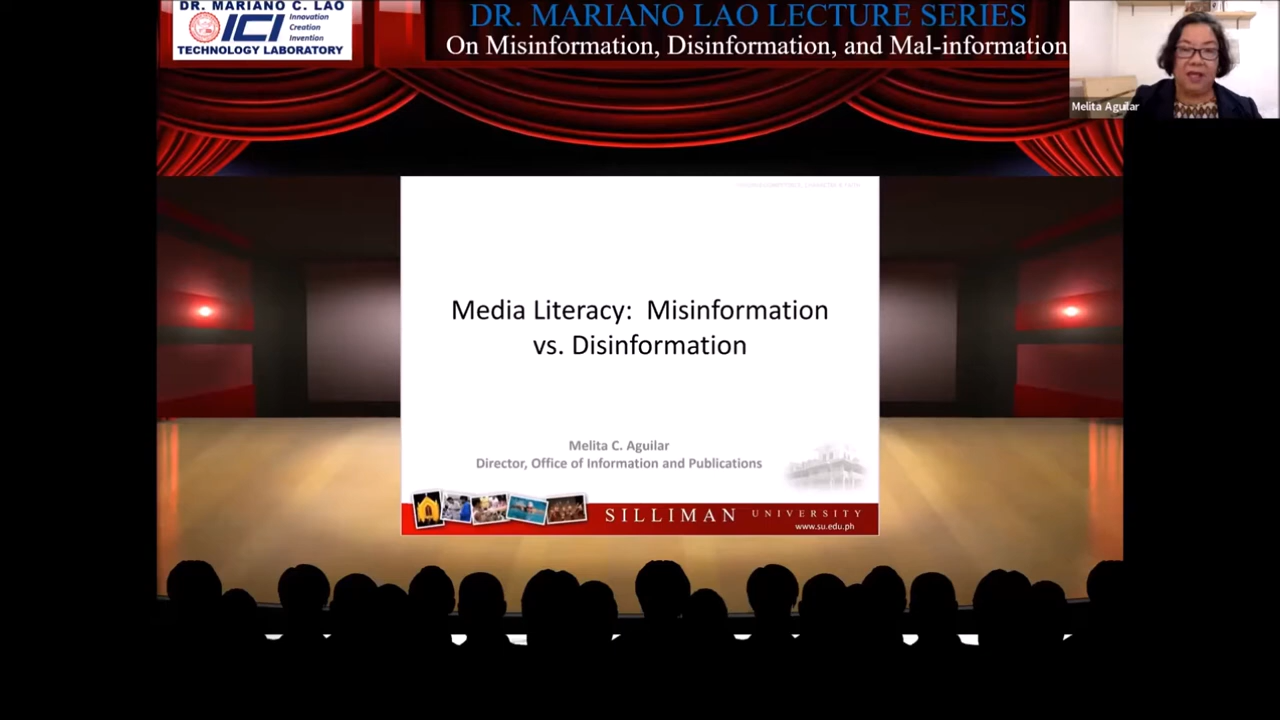 DR. MARIANO C. LAO
ICI
Innovation
Creation
Invention
TECHNOLOGY LABORATORY
DR. MARIANO LAO LECTURE SERIES
On Misinformation, Disinformation, and Mal-information
Melita Aguilar
Media Literacy: Misinformation
vs. Disinformation
Melita C. Aguilar
Director, Office of Information and Publications
SILLIMAN UNIVERSITY
www.su.edu.ph